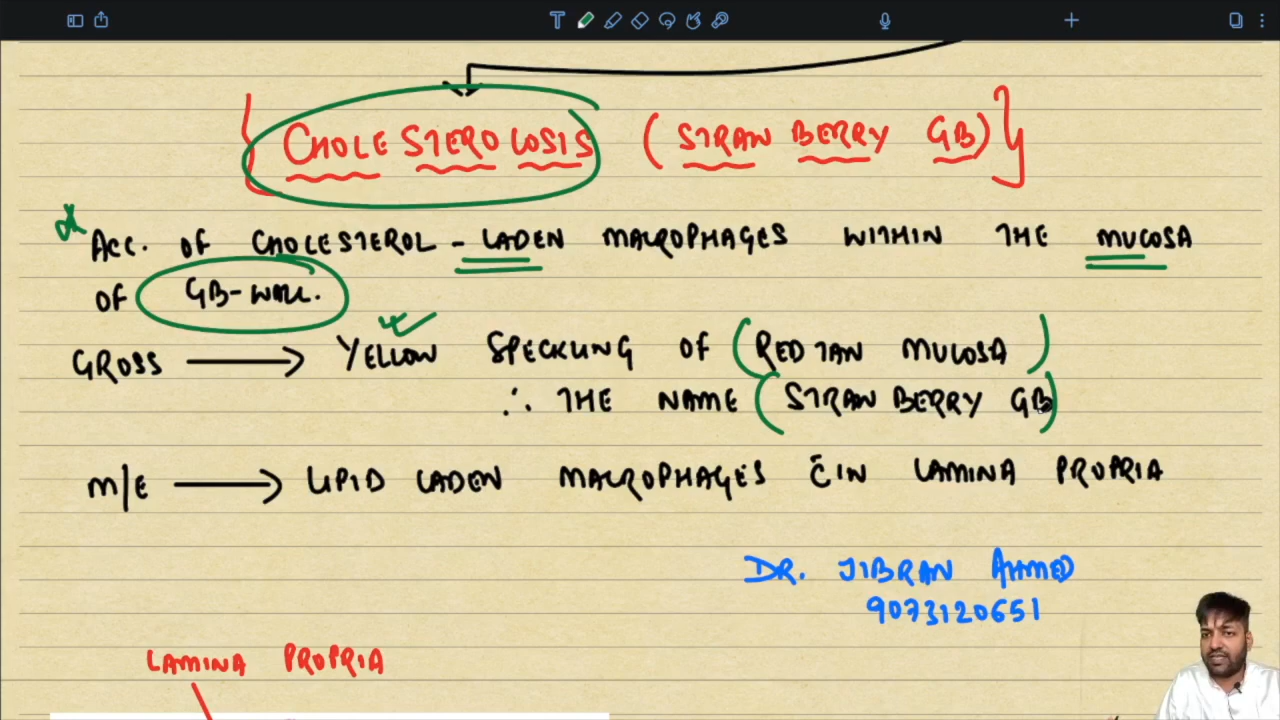 CHOLESTEROLOSIS (STRAWBERRY GB)
ACC. OF CHOLESTEROL - LADEN MACROPHAGES WITHIN THE MUCOSA
OF GB-WALL.
GROSS → YELLOW SPECKLING OF (RED TAN MUCOSA)
∴ THE NAME (STRAWBERRY GB)
M/E → LIPID LADEN MACROPHAGES C̄IN LAMINA PROPRIA
DR. JIBRAN AHMED
9073120651
LAMINA PROPRIA